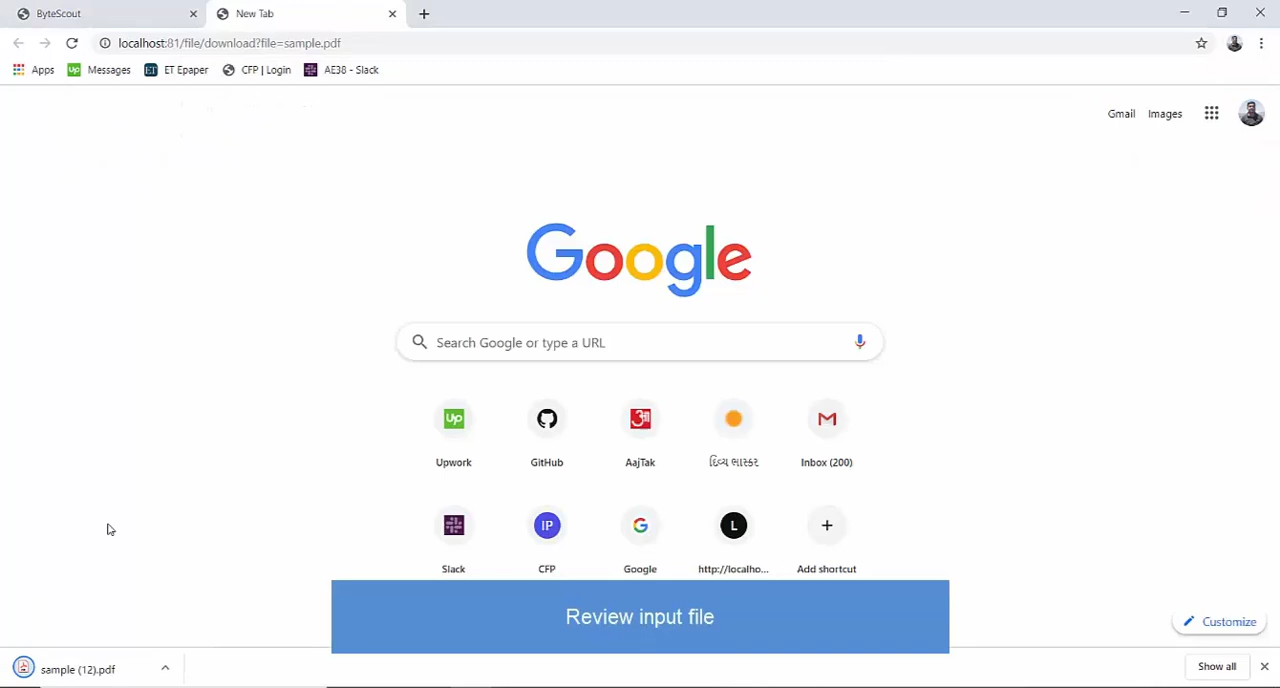 ByteScout
New Tab
localhost:81/file/download?file=sample.pdf
Apps
Messages
ET Epaper
CFP | Login
AE38 - Slack
Gmail
Images
Google
Search Google or type a URL
Upwork
GitHub
AajTak
દિવ્ય ભાસ્કર
Inbox (200)
IP
L
Slack
CFP
Google
http://localho...
Add shortcut
Review input file
Customize
sample (12).pdf
Show all